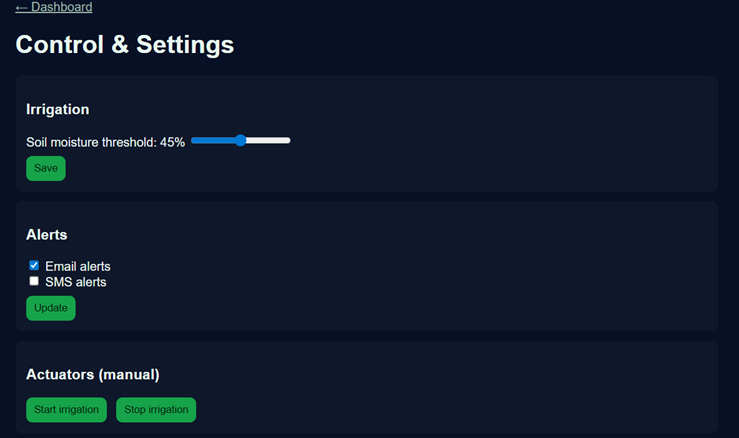 ← Dashboard
Control & Settings
Irrigation
Soil moisture threshold: 45%
Save
Alerts
Email alerts
SMS alerts
Update
Actuators (manual)
Start irrigation Stop irrigation